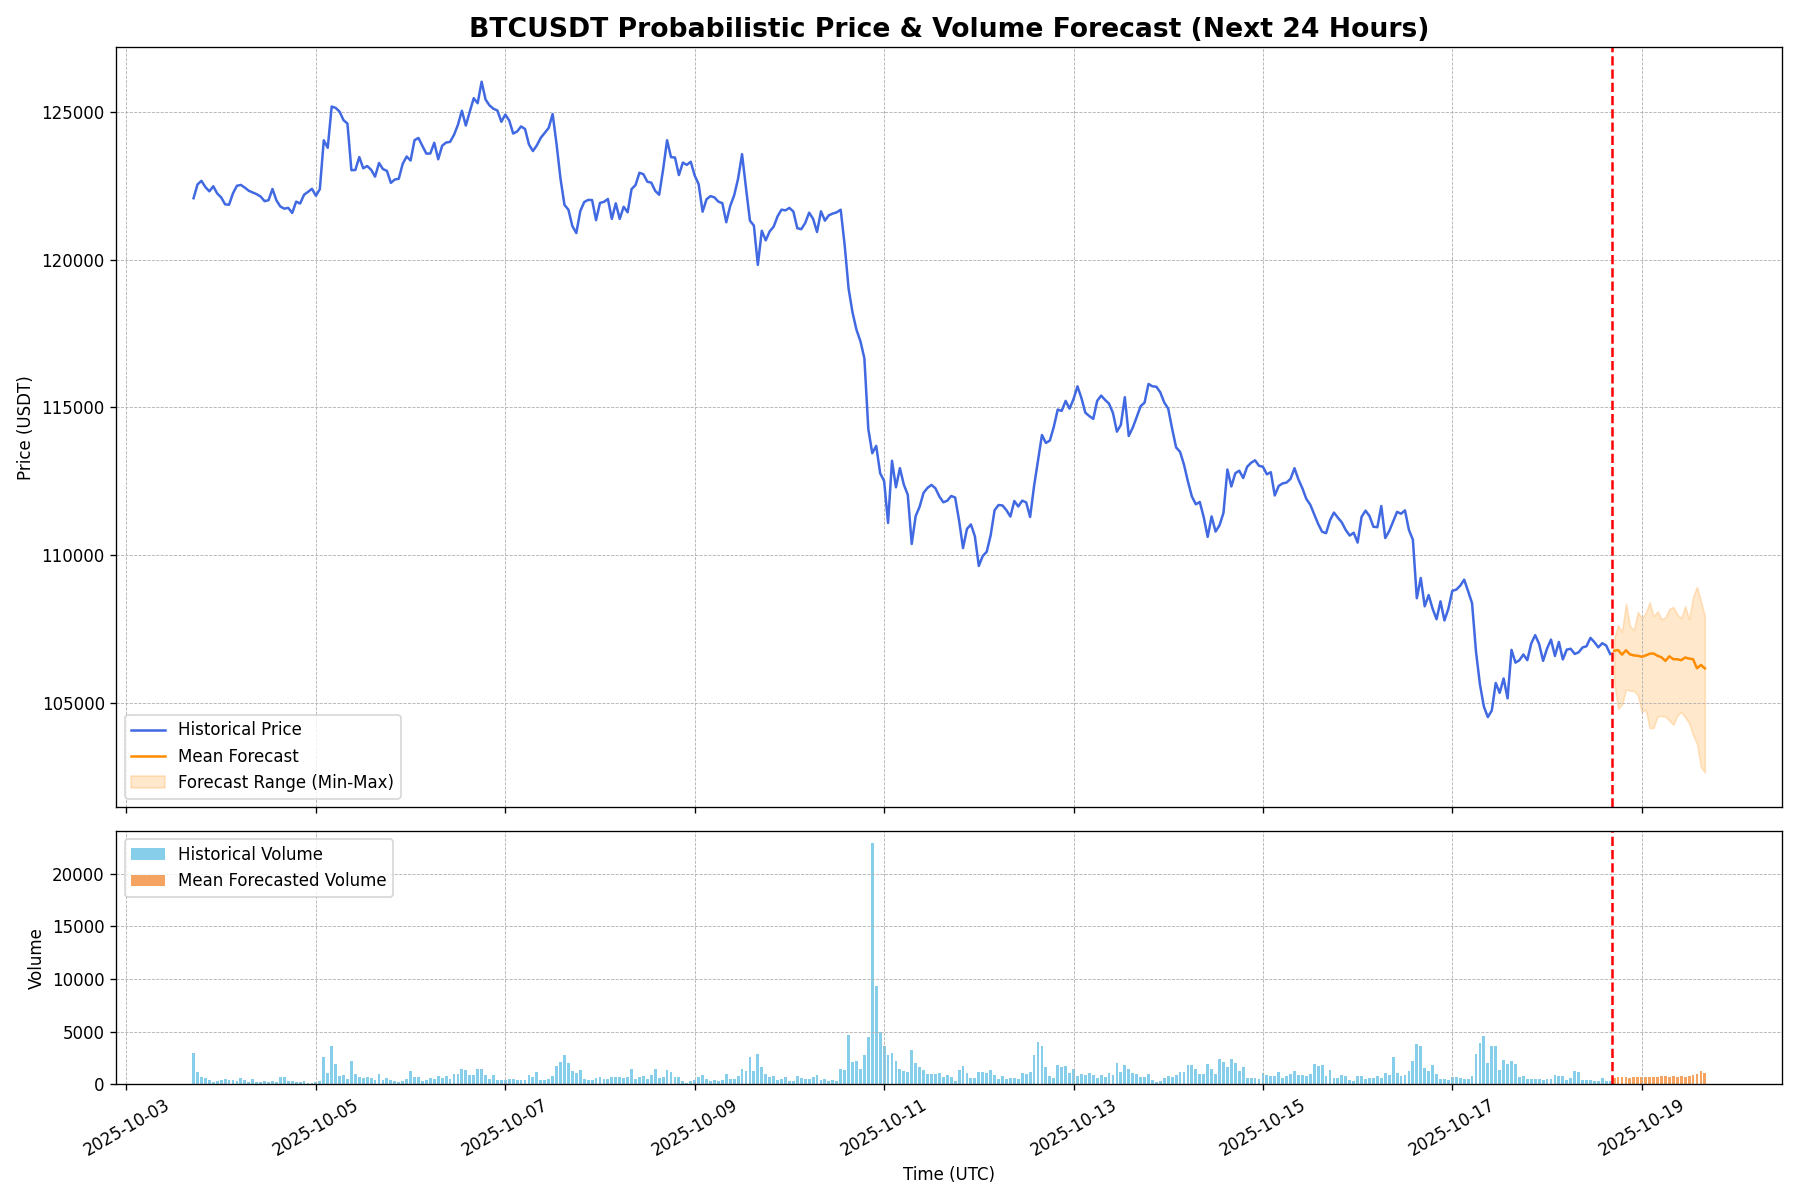 BTCUSDT Probabilistic Price & Volume Forecast (Next 24 Hours)
125000
120000
115000
110000
105000
Price (USDT)
Historical Price
Mean Forecast
Forecast Range (Min-Max)
Historical Volume
Mean Forecasted Volume
20000
15000
10000
5000
0
Volume
2025-10-03
2025-10-05
2025-10-07
2025-10-09
2025-10-11
2025-10-13
2025-10-15
2025-10-17
2025-10-19
Time (UTC)